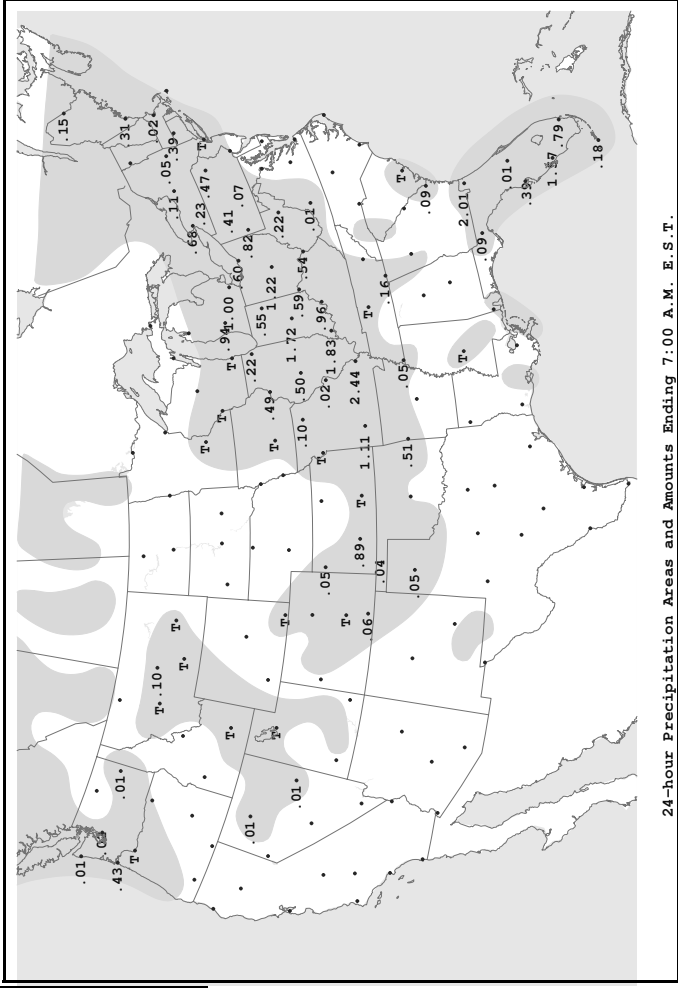 .15
.01
.43
.01
.31
T
.02
.10
T
.05
.39
.11
T
T
.68
T
.23
.47
T
T
.94
.41
1.00
T
T
.60
.07
.82
.01
.22
.55
.49
1.22
T
T
.22
T
1.72
.01
.59
.50
.54
.10
.01
T
.96
.02
.05
1.83
T
2.44
.89
T
1.11
.06
T
.04
.16
T
.05
.51
.05
.09
T
2.01
.09
.01
.39
.79
.18
24-hour Precipitation Areas and Amounts Ending 7:00 A.M. E.S.T.